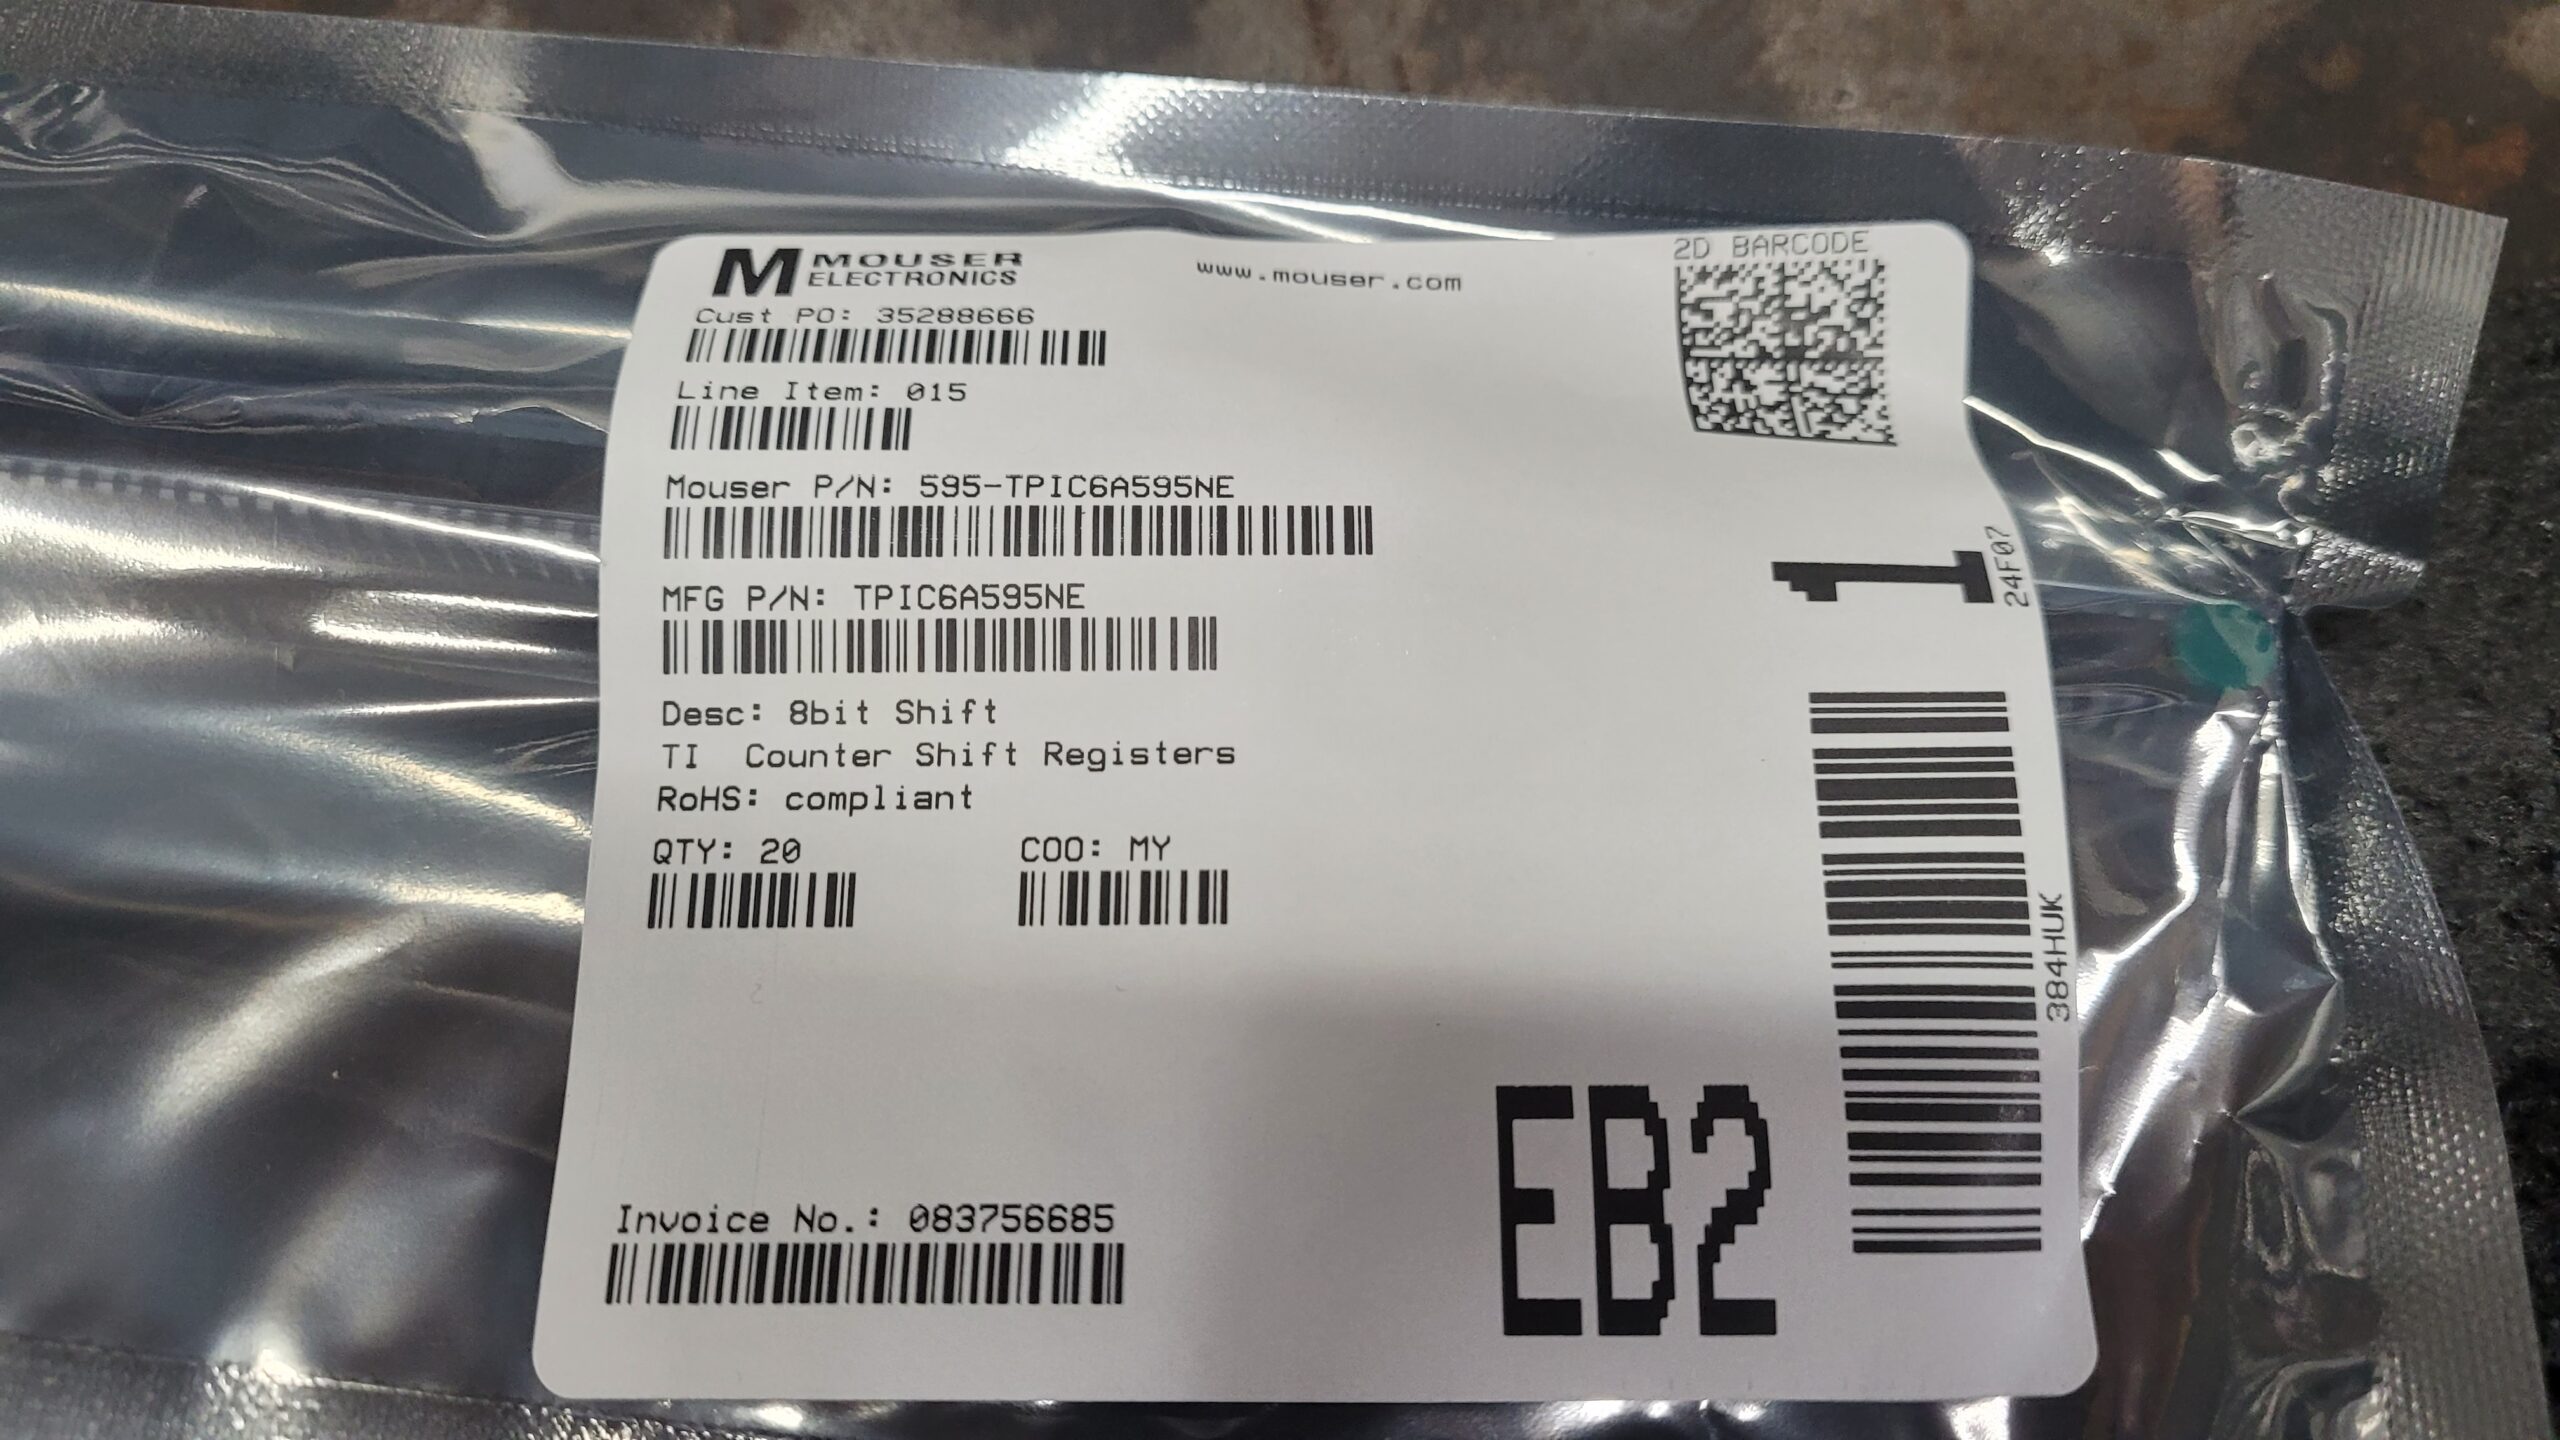 M MOUSER
ELECTRONICS
www.mouser.com
2D BARCODE
Cust PO: 35288666
Line Item: 015
Mouser P/N: 595-TPIC6A595NE
MFG P/N: TPIC6A595NE
1
24F07
Desc: 8bit Shift
TI Counter Shift Registers
RoHS: compliant
QTY: 20 COO: MY
384HUK
EB2
Invoice No.: 083756685